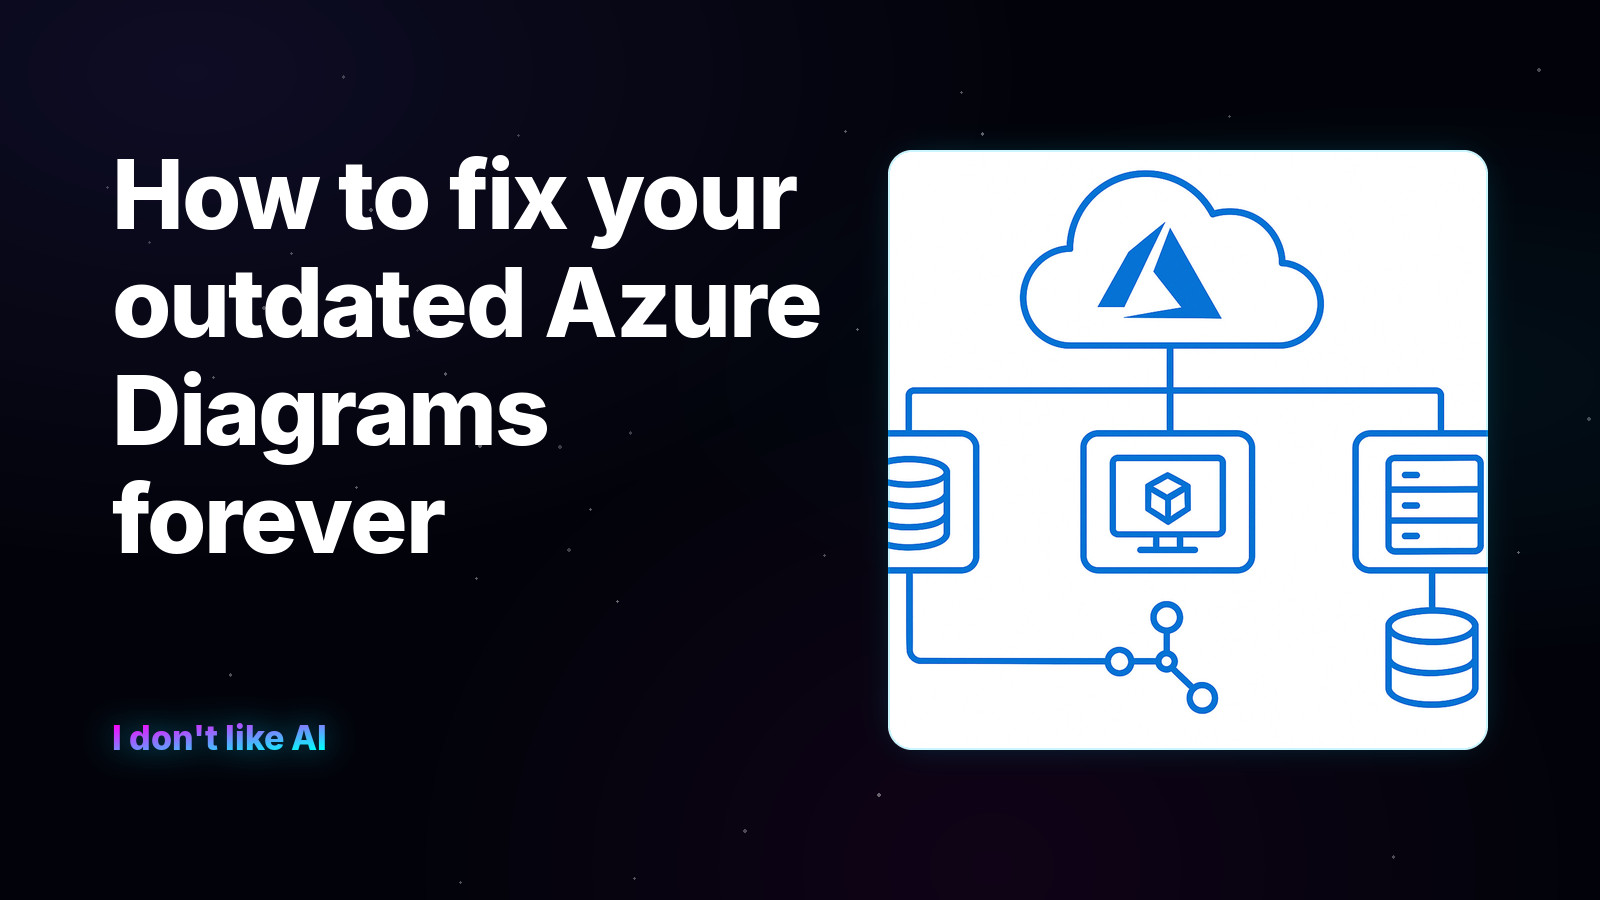 How to fix your
outdated Azure
Diagrams
forever
I don't like AI